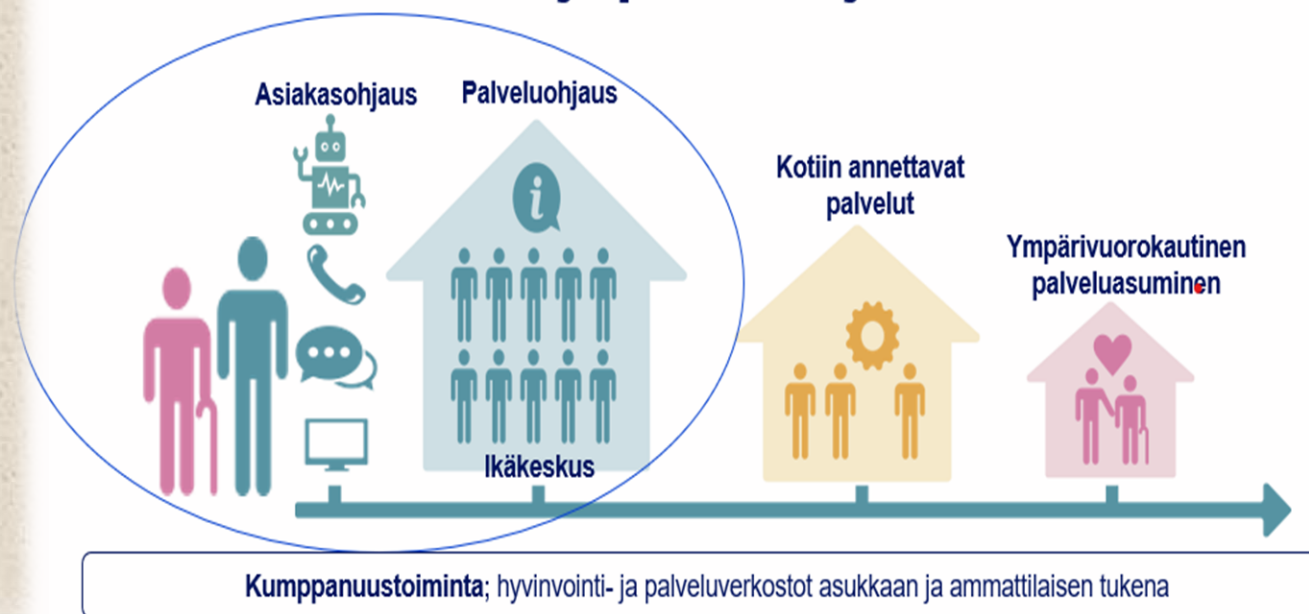 Asiakasohjaus
Palveluohjaus
Kotiin annettavat
palvelut
Ympärivuorokautinen
palveluasuminen
i
Ikäkeskus
Kumppanuustoiminta; hyvinvointi- ja palveluverkostot asukkaan ja ammattilaisen tukena